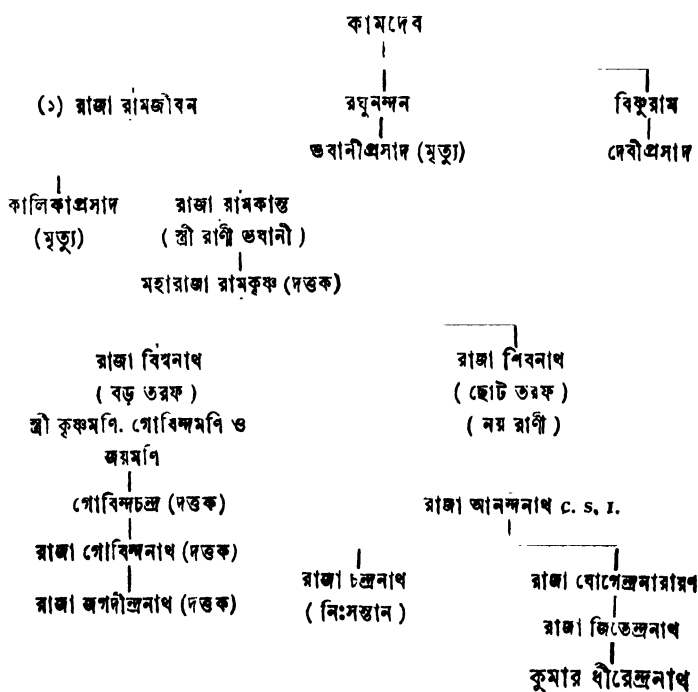 কামদেব
(১) রাজা রামজীবন
রঘুনন্দন
বিষ্ণুরাম
ভবানীপ্রসাদ (মৃত্যু)
দেবীপ্রসাদ
কালিকাপ্রসাদ
(মৃত্যু)
রাজা রামকান্ত
( স্ত্রী রাণী ভবানী )
মহারাজা রামকৃষ্ণ (দত্তক)
রাজা বিশ্বনাথ
( বড় তরফ )
স্ত্রী কৃষ্ণমণি. গোবিন্দমণি ও
জয়মণি
রাজা শিবনাথ
( ছোট তরফ )
( নয় রাণী )
গোবিন্দচন্দ্র (দত্তক)
রাজা গোবিন্দনাথ (দত্তক)
রাজা জগদীন্দ্রনাথ (দত্তক)
রাজা আনন্দনাথ C. S. I.
রাজা চন্দ্রনাথ
( নিঃসন্তান )
রাজা যোগেন্দ্রনারায়ণ
রাজা জিতেন্দ্রনাথ
কুমার ধীরেন্দ্রনাথ